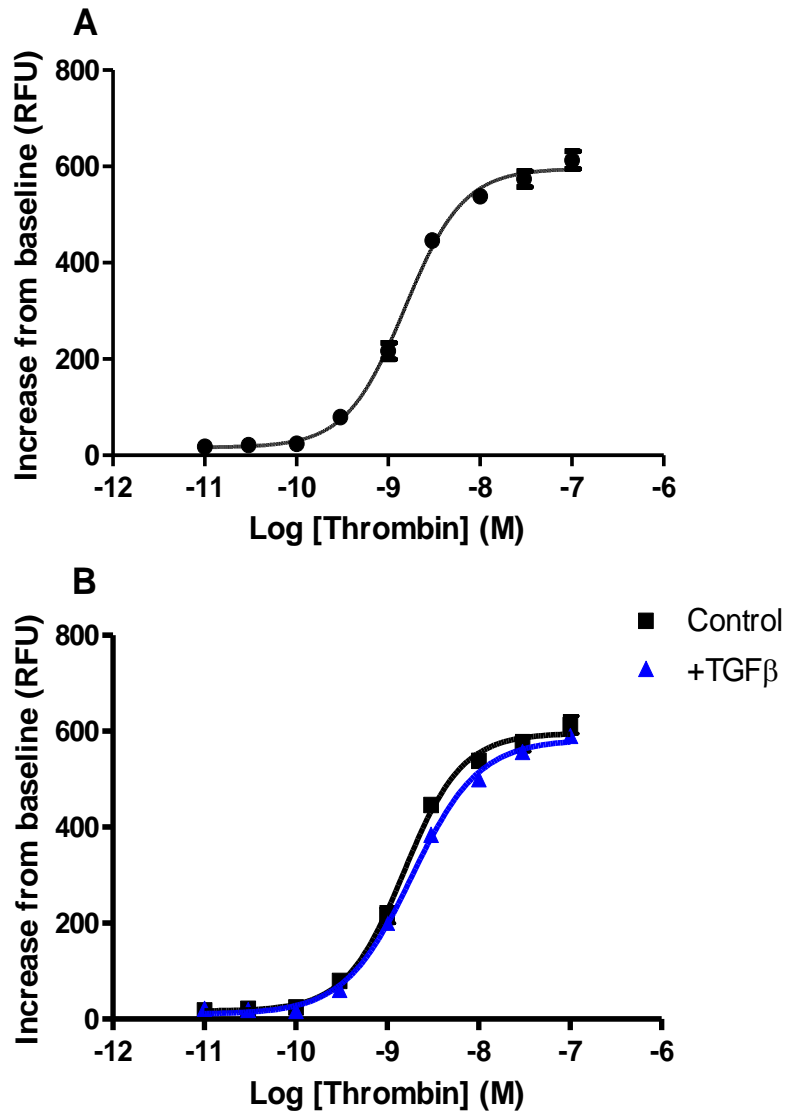 A
Increase from baseline (RFU)
800
600
400
200
0
-12 -11 -10 -9 -8 -7 -6
Log [Thrombin] (M)
B
Increase from baseline (RFU)
800
600
400
200
0
-12 -11 -10 -9 -8 -7 -6
Log [Thrombin] (M)
Control
+TGFβ